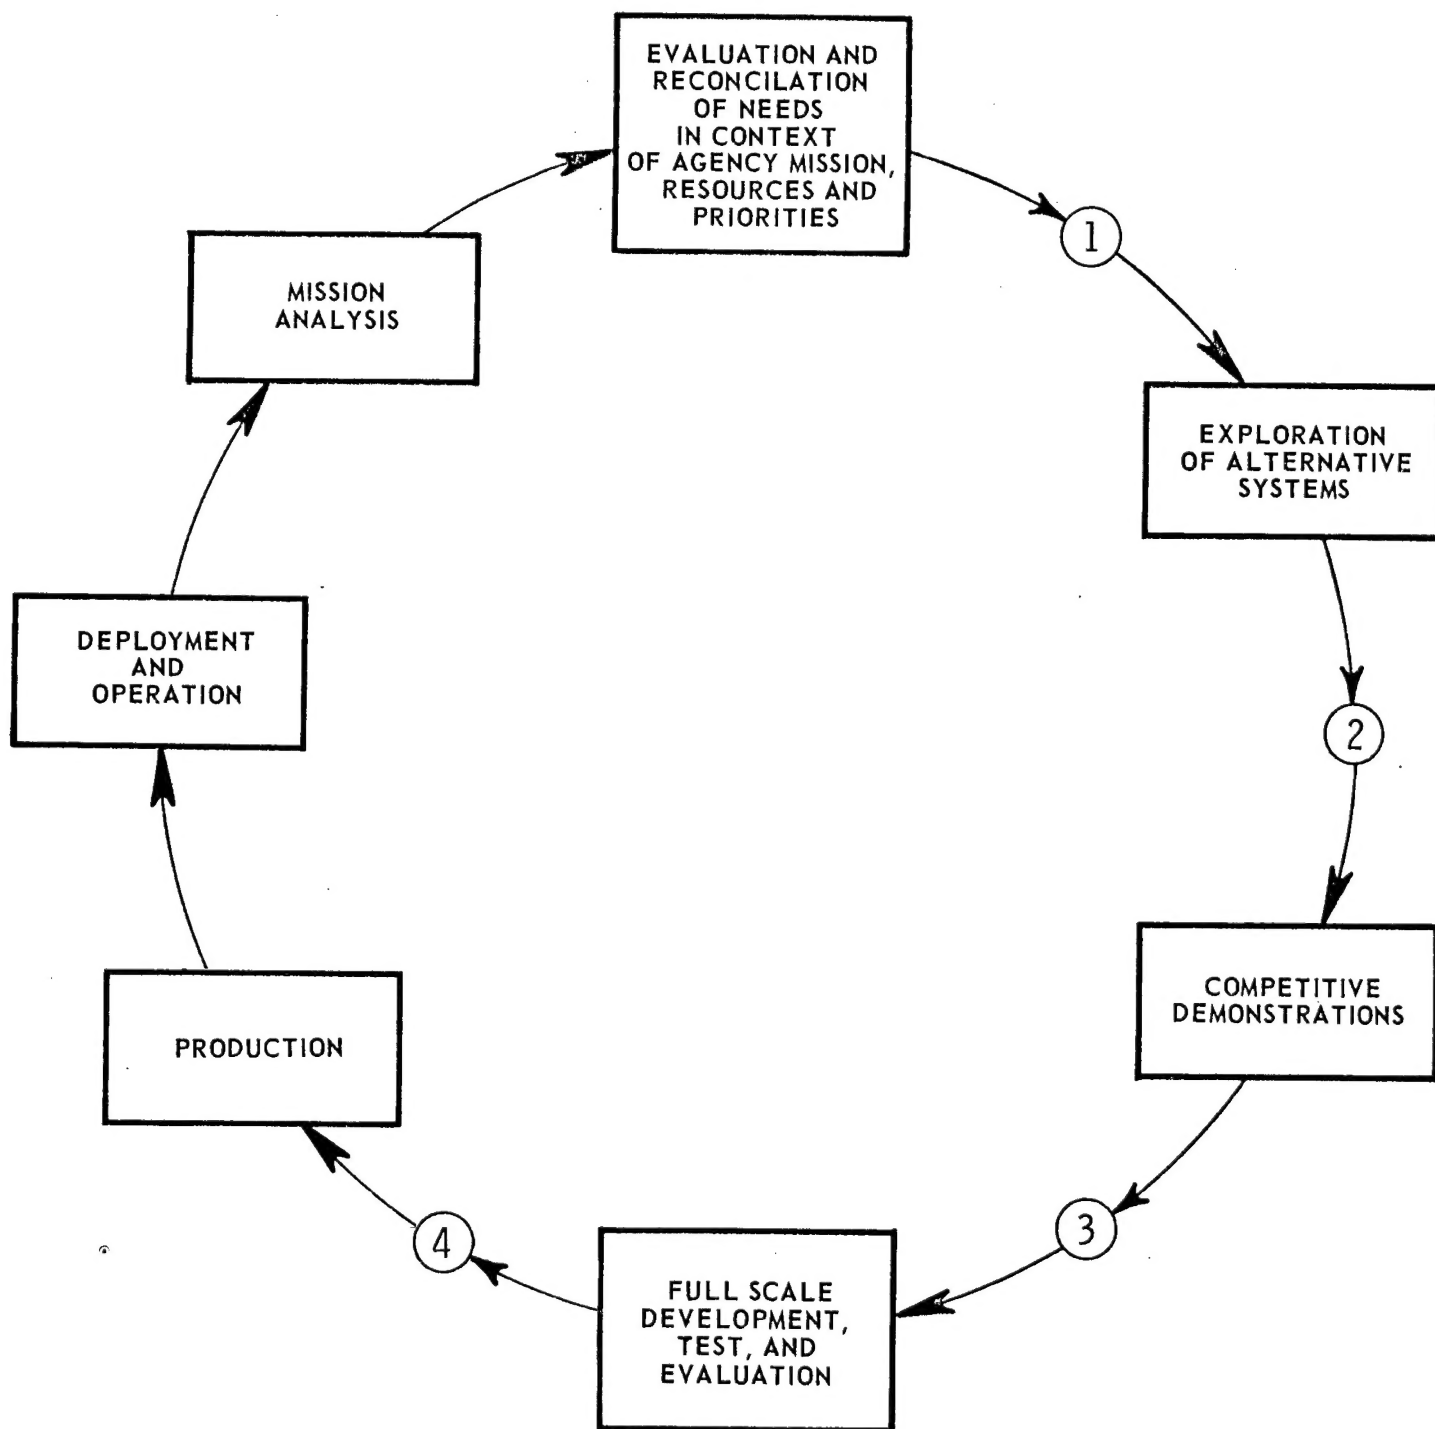 EVALUATION AND
RECONCILATION
OF NEEDS
IN CONTEXT
OF AGENCY MISSION,
RESOURCES AND
PRIORITIES
1
EXPLORATION
OF ALTERNATIVE
SYSTEMS
2
COMPETITIVE
DEMONSTRATIONS
3
FULL SCALE
DEVELOPMENT,
TEST, AND
EVALUATION
4
PRODUCTION
DEPLOYMENT
AND
OPERATION
MISSION
ANALYSIS